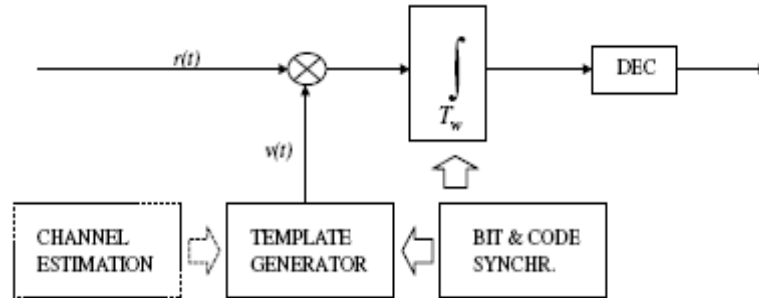 r(t)
∫
T_w
DEC
v(t)
CHANNEL
ESTIMATION
TEMPLATE
GENERATOR
BIT & CODE
SYNCHR.